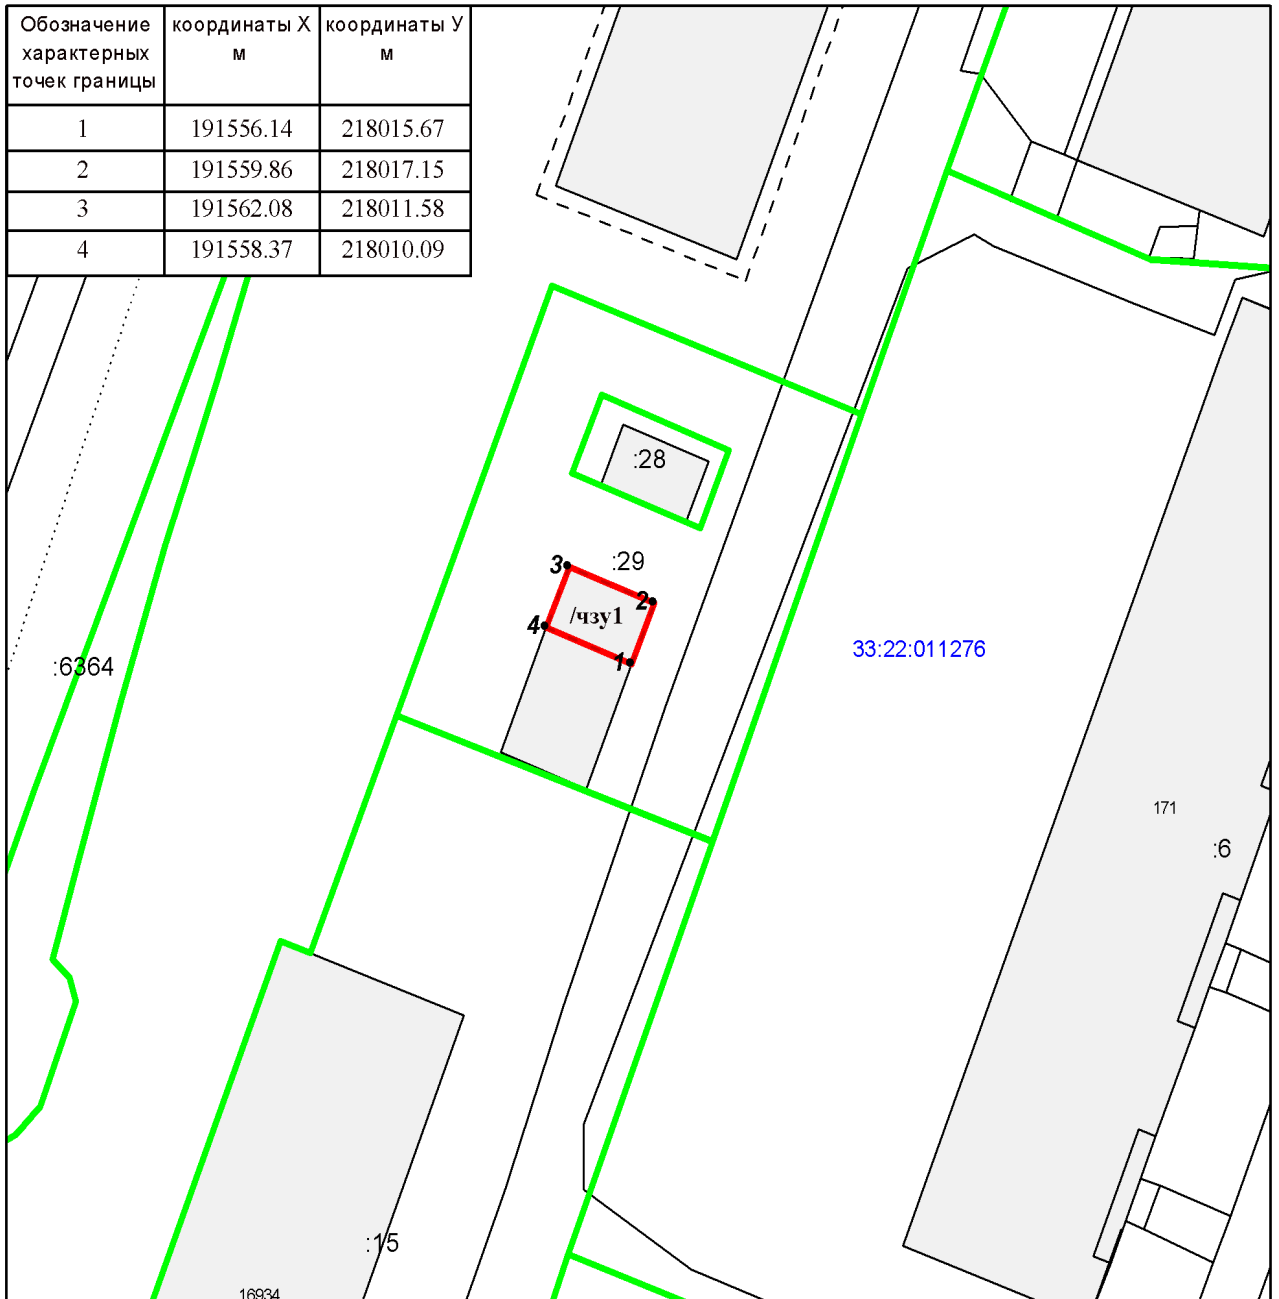 Обозначение
характерных
точек границы
координаты X
м
координаты У
м
1 191556.14 218015.67
2 191559.86 218017.15
3 191562.08 218011.58
4 191558.37 218010.09
:28
:29
3
2
/чзу1
4
1
33:22:011276
:6364
171
:6
:15
16934